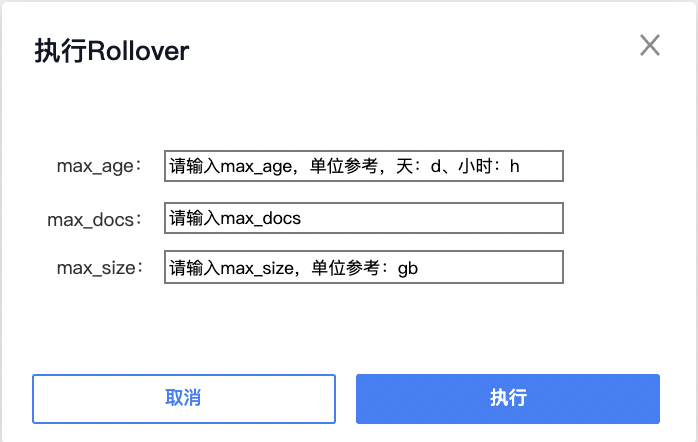 执行Rollover
max_age： 请输入max_age，单位参考，天：d、小时：h
max_docs： 请输入max_docs
max_size： 请输入max_size，单位参考：gb
取消 执行